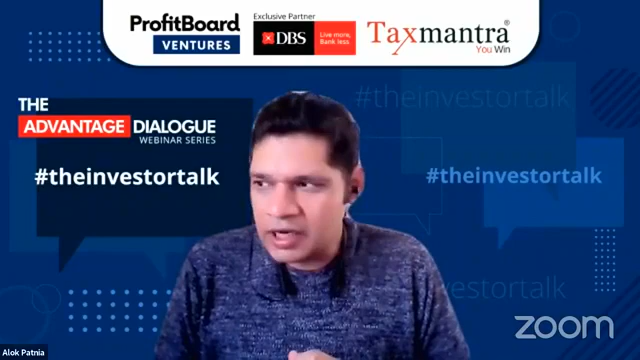 ProfitBoard
VENTURES
Exclusive Partner
DBS
Live more,
Bank less
Taxmantra®
You Win
THE
ADVANTAGE DIALOGUE
WEBINAR SERIES
#theinvestortalk
#theinvestortalk
#theinvestortalk
theinvestortalk
Alok Patnia
zoom